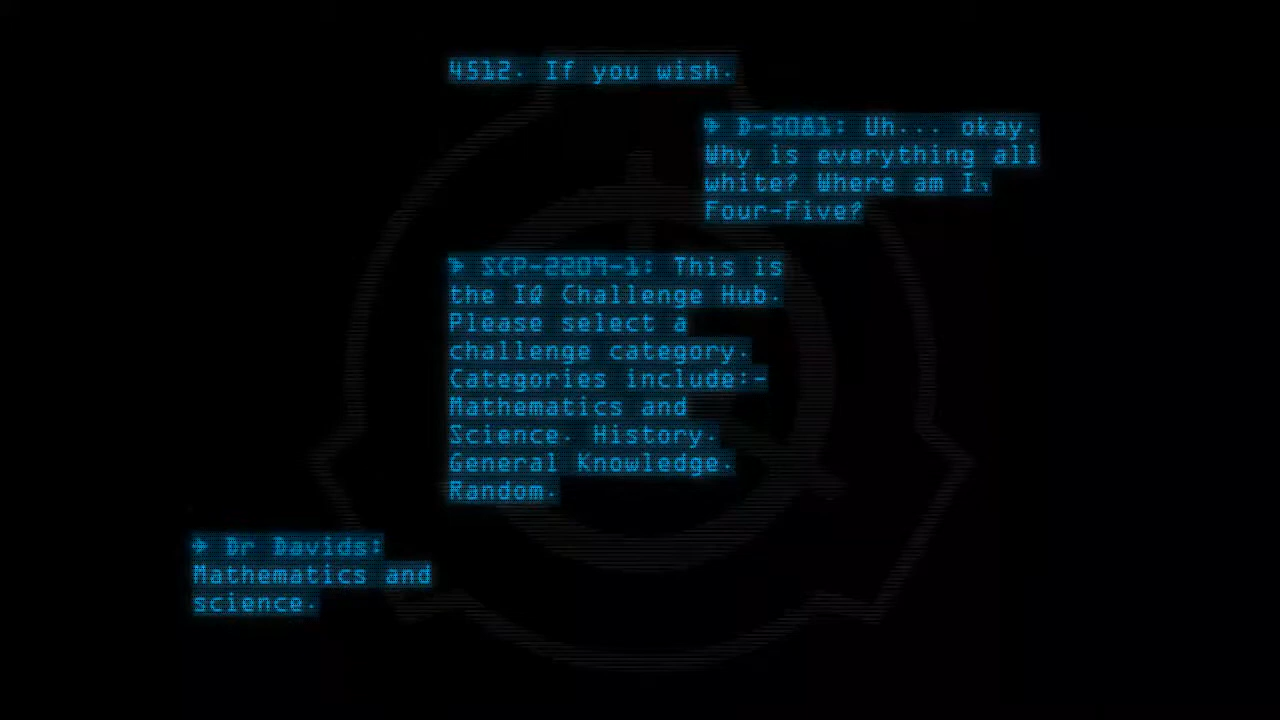 4512. If you wish.
► D-5081: Uh... okay.
Why is everything all
white? Where am I,
Four-Five?
► SCP-2209-1: This is
the IQ Challenge Hub.
Please select a
challenge category.
Categories include:-
Mathematics and
Science. History.
General Knowledge.
Random.
► Dr Davids:
Mathematics and
science.